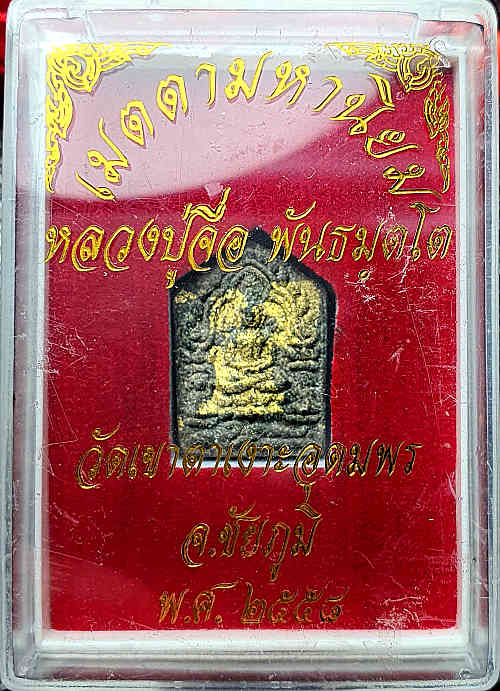 เมตตามหานิยม
หลวงปู่จื่อ พันธมุตโต
วัดเขาตาเงาะอุดมพร
จ.ชัยภูมิ
พ.ศ. ๒๕๕๘